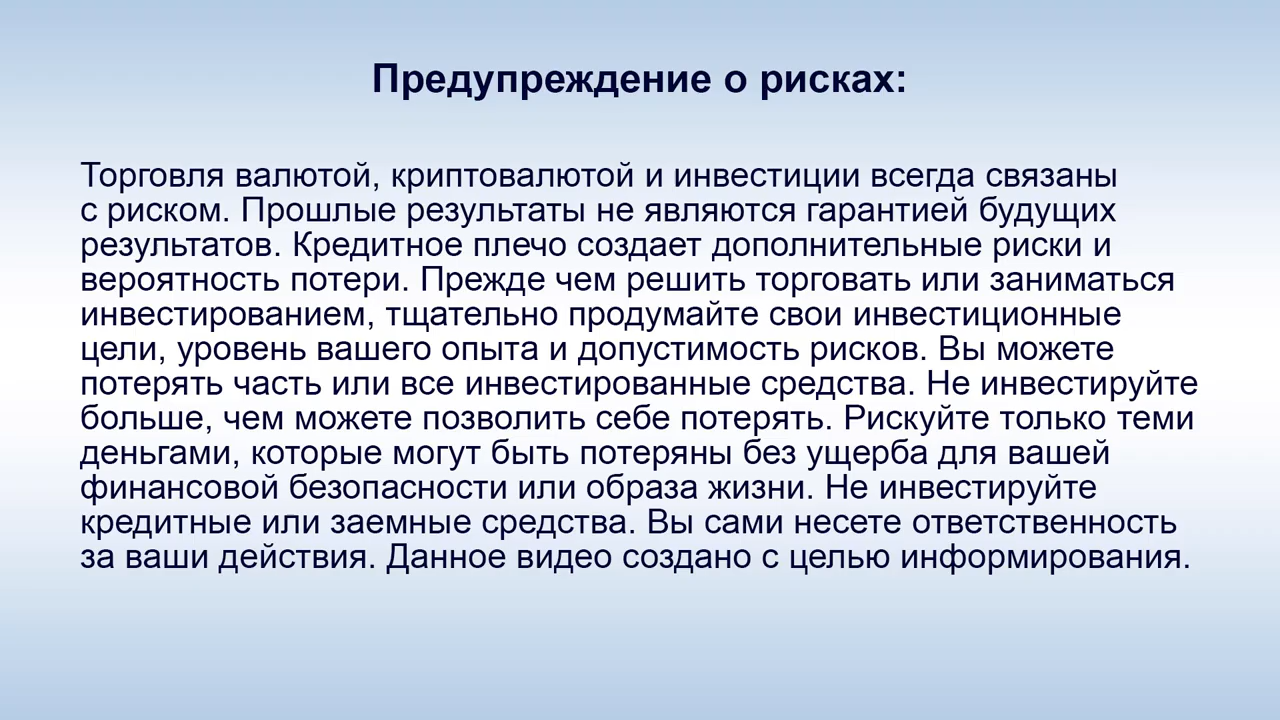 Предупреждение о рисках:
Торговля валютой, криптовалютой и инвестиции всегда связаны
с риском. Прошлые результаты не являются гарантией будущих
результатов. Кредитное плечо создает дополнительные риски и
вероятность потери. Прежде чем решить торговать или заниматься
инвестированием, тщательно продумайте свои инвестиционные
цели, уровень вашего опыта и допустимость рисков. Вы можете
потерять часть или все инвестированные средства. Не инвестируйте
больше, чем можете позволить себе потерять. Рискуйте только теми
деньгами, которые могут быть потеряны без ущерба для вашей
финансовой безопасности или образа жизни. Не инвестируйте
кредитные или заемные средства. Вы сами несете ответственность
за ваши действия. Данное видео создано с целью информирования.